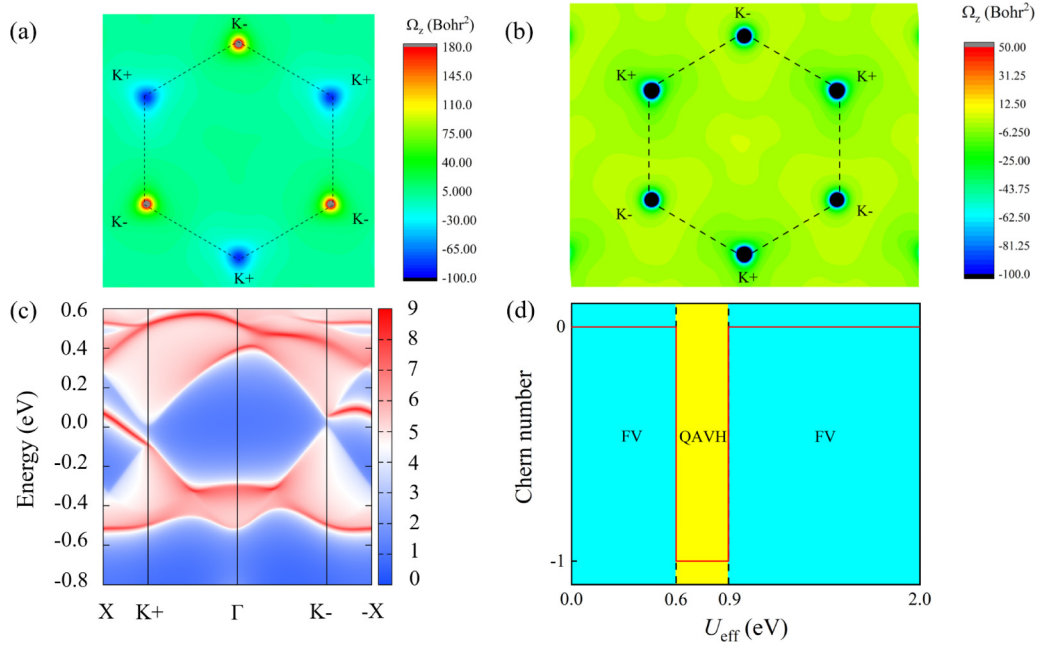 (a)
K-
K+
K+
K-
K-
K+
Ω_z (Bohr²)
180.0
145.0
110.0
75.00
40.00
5.000
-30.00
-65.00
-100.0
(b)
K-
K+
K+
K-
K-
K+
Ω_z (Bohr²)
50.00
31.25
12.50
-6.250
-25.00
-43.75
-62.50
-81.25
-100.0
(c)
Energy (eV)
0.6
0.4
0.2
0.0
-0.2
-0.4
-0.6
-0.8
X K+ Γ K- -X
9
8
7
6
5
4
3
2
1
0
(d)
Chern number
0
-1
FV QAVH FV
0.0 0.6 0.9 2.0
U_eff (eV)